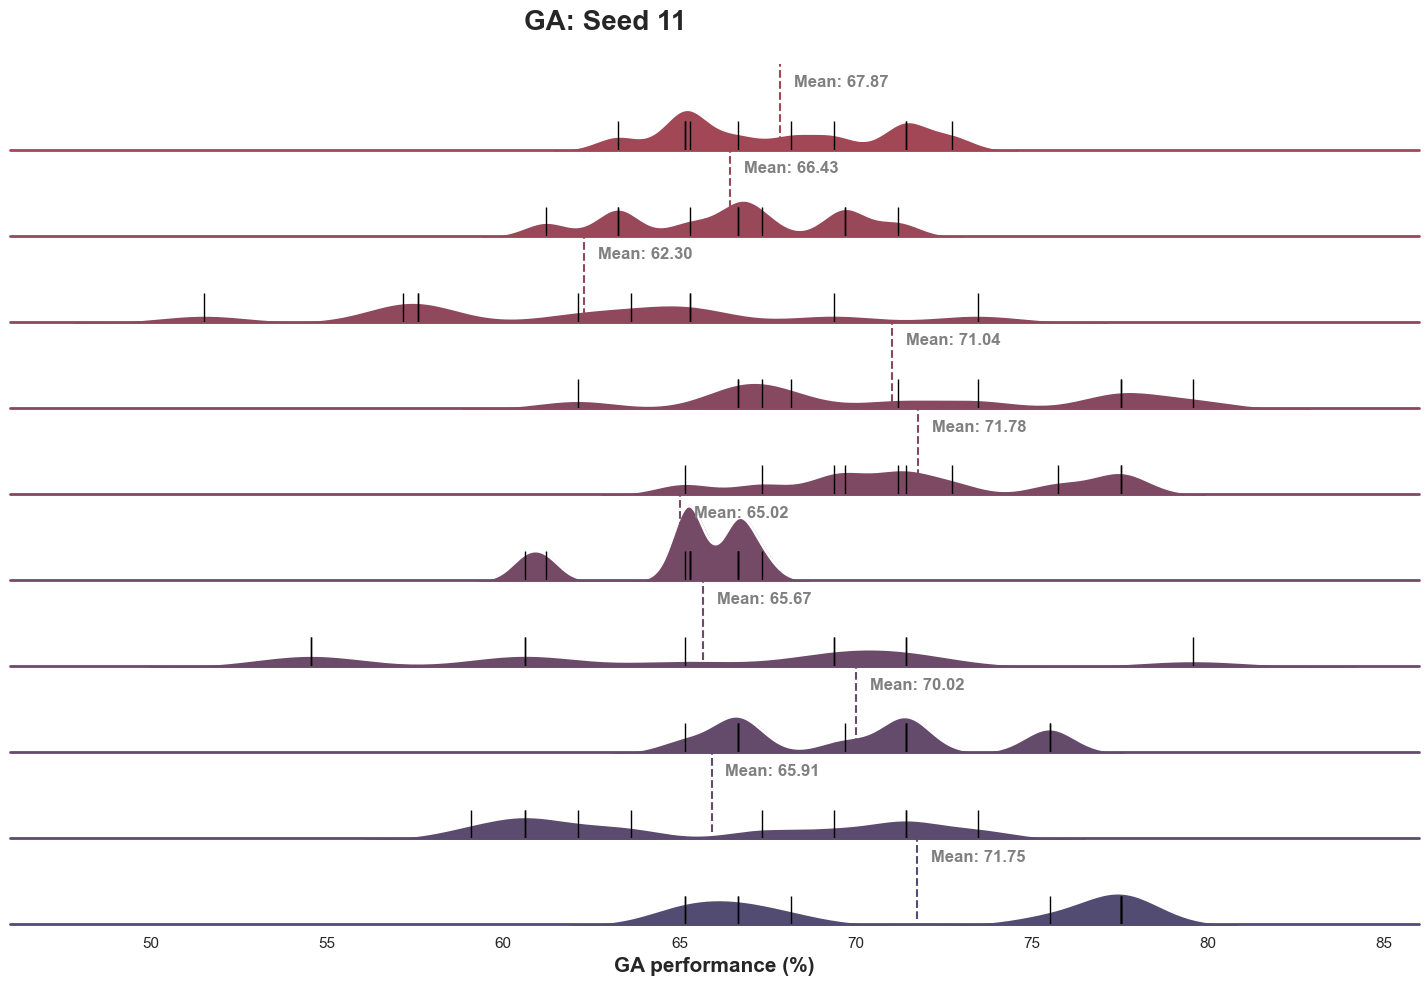 GA: Seed 11
Mean: 67.87
Mean: 66.43
Mean: 62.30
Mean: 71.04
Mean: 71.78
Mean: 65.02
Mean: 65.67
Mean: 70.02
Mean: 65.91
Mean: 71.75
50 55 60 65 70 75 80 85
GA performance (%)